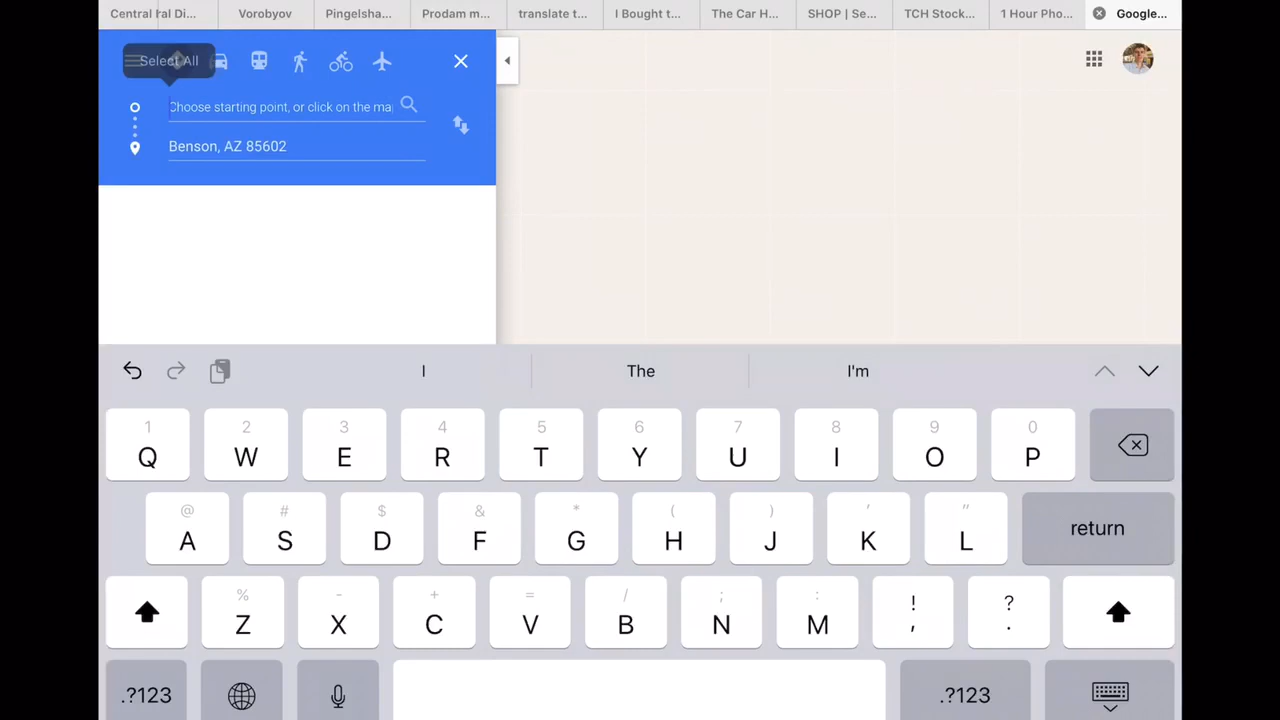 Central ral Di... Vorobyov Pingelsha... Prodam m... translate t... I Bought t... The Car H... SHOP | Se... TCH Stock... 1 Hour Pho... Google...
Select All
Choose starting point, or click on the ma
Benson, AZ 85602
I The I'm
1 2 3 4 5 6 7 8 9 0
Q W E R T Y U I O P
@ # $ & * ( ) ' "
A S D F G H J K L return
% - + = / ; : ! ?
Z X C V B N M , .
.?123 .?123